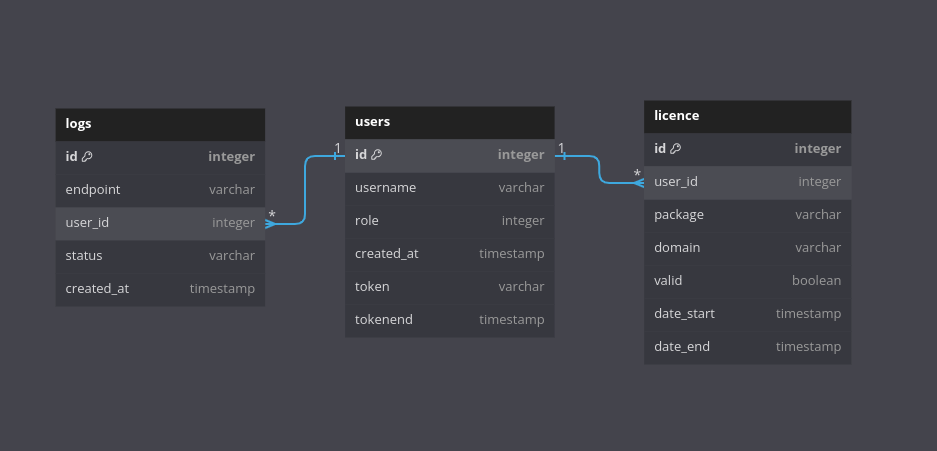 logs
id integer
endpoint varchar
user_id integer
status varchar
created_at timestamp
1
*
users
id integer
username varchar
role integer
created_at timestamp
token varchar
tokenend timestamp
1
*
licence
id integer
user_id integer
package varchar
domain varchar
valid boolean
date_start timestamp
date_end timestamp